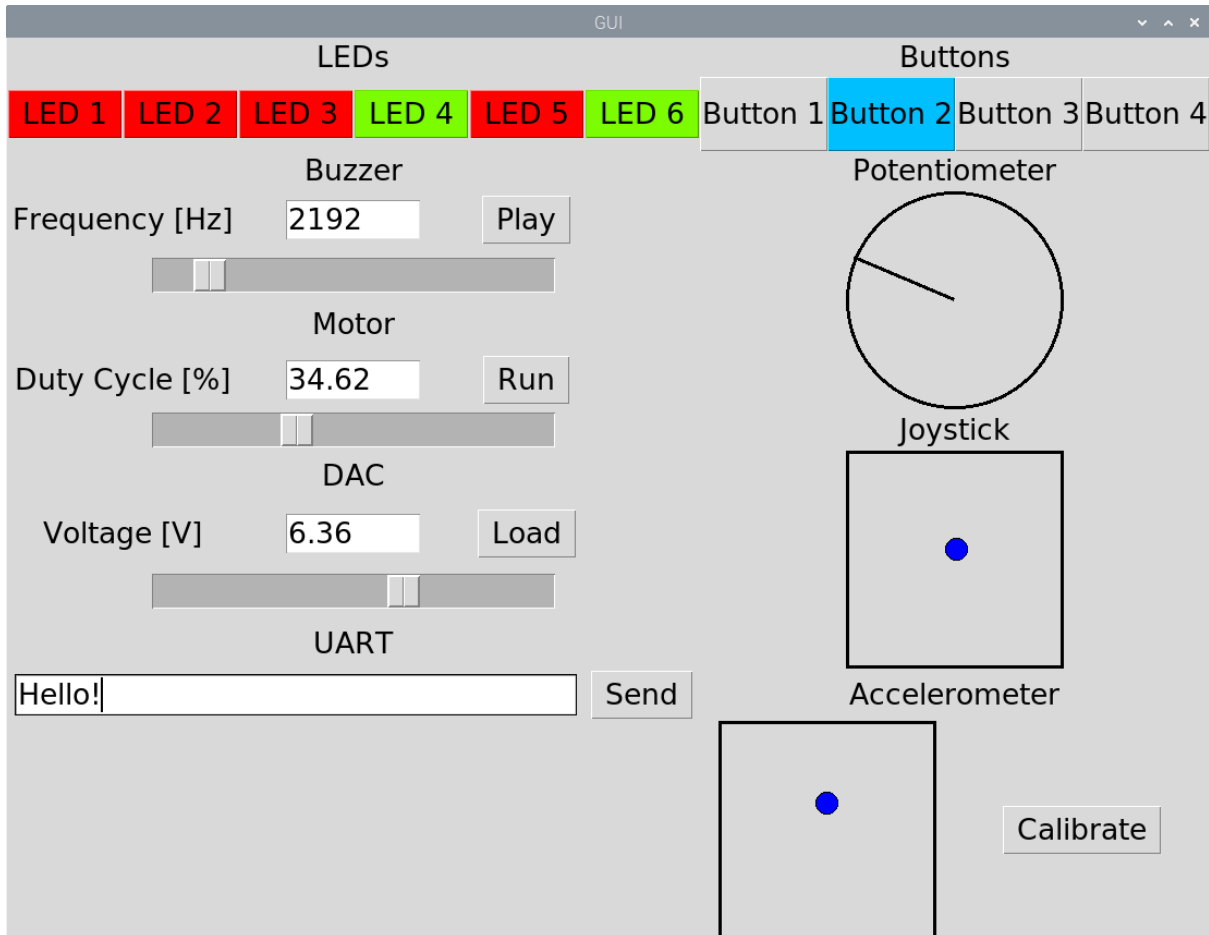 GUI
LEDs
LED 1 LED 2 LED 3 LED 4 LED 5 LED 6
Buzzer
Frequency [Hz] 2192 Play
Motor
Duty Cycle [%] 34.62 Run
DAC
Voltage [V] 6.36 Load
UART
Hello! Send
Buttons
Button 1 Button 2 Button 3 Button 4
Potentiometer
Joystick
Accelerometer
Calibrate